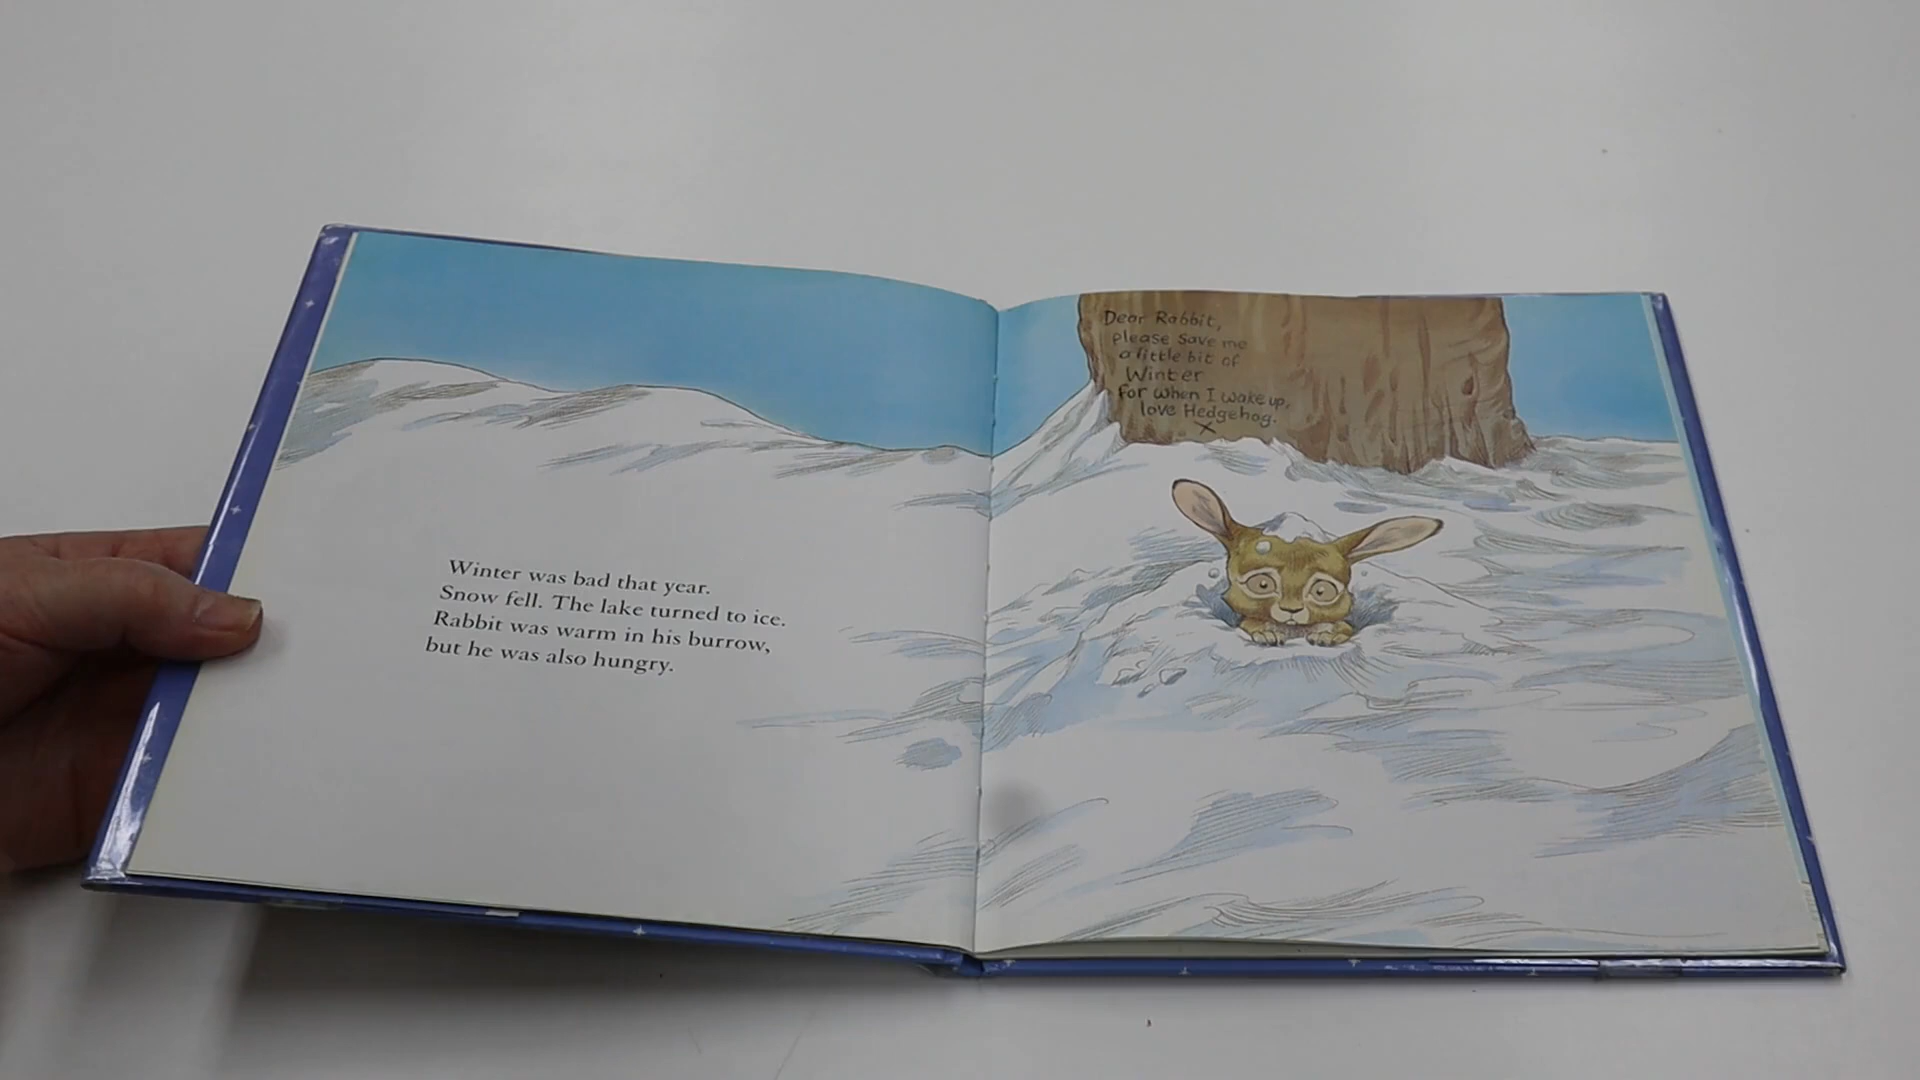 Winter was bad that year.
Snow fell. The lake turned to ice.
Rabbit was warm in his burrow,
but he was also hungry.
Dear Rabbit,
please save me
a little bit of
Winter
for when I wake up,
love Hedgehog.
X